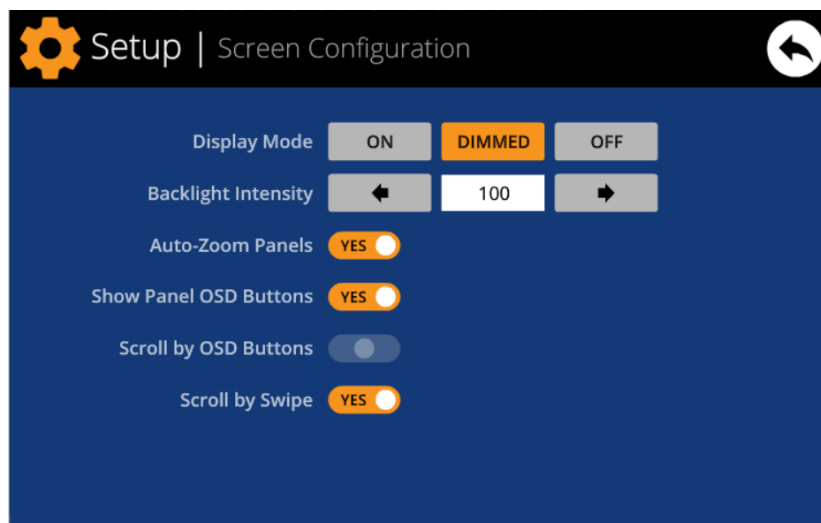 Setup | Screen Configuration
Display Mode ON DIMMED OFF
Backlight Intensity 100
Auto-Zoom Panels YES
Show Panel OSD Buttons YES
Scroll by OSD Buttons
Scroll by Swipe YES